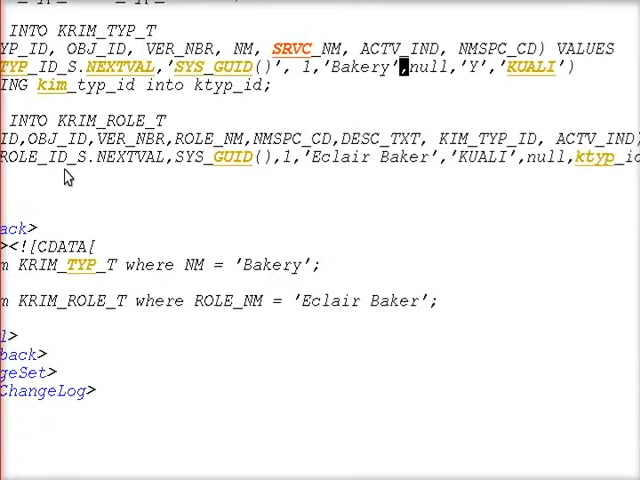 INTO KRIM_TYP_T
YP_ID, OBJ_ID, VER_NBR, NM, SRVC_NM, ACTV_IND, NMSPC_CD) VALUES
TYP_ID_S.NEXTVAL,'SYS_GUID()', 1,'Bakery',null,'Y','KUALI')
ING kim_typ_id into ktyp_id;
INTO KRIM_ROLE_T
ID,OBJ_ID,VER_NBR,ROLE_NM,NMSPC_CD,DESC_TXT, KIM_TYP_ID, ACTV_IND)
ROLE_ID_S.NEXTVAL,SYS_GUID(),1,'Eclair Baker','KUALI',null,ktyp_id
ack>
><![CDATA[
m KRIM_TYP_T where NM = 'Bakery';
m KRIM_ROLE_T where ROLE_NM = 'Eclair Baker';
l>
back>
geSet>
ChangeLog>